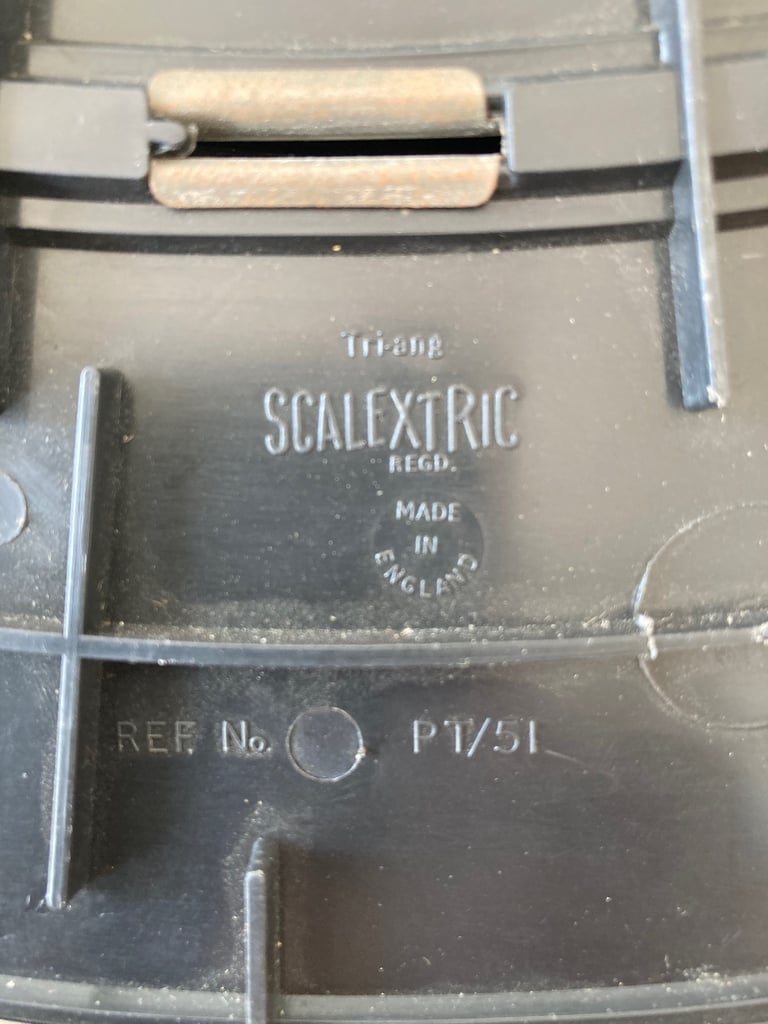 Tri-ang
SCALEXTRIC
REGD.
MADE
IN
ENGLAND
REF. No. PT/51